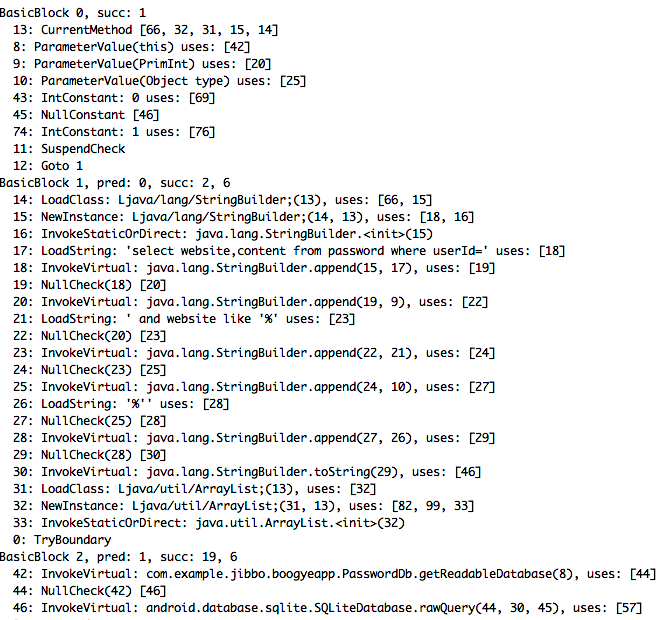 BasicBlock 0, succ: 1
13: CurrentMethod [66, 32, 31, 15, 14]
8: ParameterValue(this) uses: [42]
9: ParameterValue(PrimInt) uses: [20]
10: ParameterValue(Object type) uses: [25]
43: IntConstant: 0 uses: [69]
45: NullConstant [46]
74: IntConstant: 1 uses: [76]
11: SuspendCheck
12: Goto 1
BasicBlock 1, pred: 0, succ: 2, 6
14: LoadClass: Ljava/lang/StringBuilder;(13), uses: [66, 15]
15: NewInstance: Ljava/lang/StringBuilder;(14, 13), uses: [18, 16]
16: InvokeStaticOrDirect: java.lang.StringBuilder.<init>(15)
17: LoadString: 'select website,content from password where userId=' uses: [18]
18: InvokeVirtual: java.lang.StringBuilder.append(15, 17), uses: [19]
19: NullCheck(18) [20]
20: InvokeVirtual: java.lang.StringBuilder.append(19, 9), uses: [22]
21: LoadString: ' and website like '%' uses: [23]
22: NullCheck(20) [23]
23: InvokeVirtual: java.lang.StringBuilder.append(22, 21), uses: [24]
24: NullCheck(23) [25]
25: InvokeVirtual: java.lang.StringBuilder.append(24, 10), uses: [27]
26: LoadString: '%'' uses: [28]
27: NullCheck(25) [28]
28: InvokeVirtual: java.lang.StringBuilder.append(27, 26), uses: [29]
29: NullCheck(28) [30]
30: InvokeVirtual: java.lang.StringBuilder.toString(29), uses: [46]
31: LoadClass: Ljava/util/ArrayList;(13), uses: [32]
32: NewInstance: Ljava/util/ArrayList;(31, 13), uses: [82, 99, 33]
33: InvokeStaticOrDirect: java.util.ArrayList.<init>(32)
0: TryBoundary
BasicBlock 2, pred: 1, succ: 19, 6
42: InvokeVirtual: com.example.jibbo.boogyeapp.PasswordDb.getReadableDatabase(8), uses: [44]
44: NullCheck(42) [46]
46: InvokeVirtual: android.database.sqlite.SQLiteDatabase.rawQuery(44, 30, 45), uses: [57]